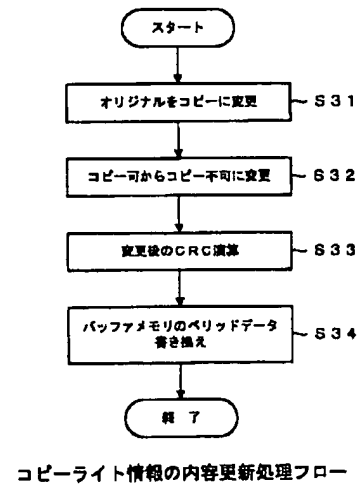 スタート
オリジナルをコピーに変更
S31
コピー可からコピー不可に変更
S32
変更後のCRC演算
S33
バッファメモリのベリッドデータ
書き換え
S34
終了
コピーライト情報の内容更新処理フロー